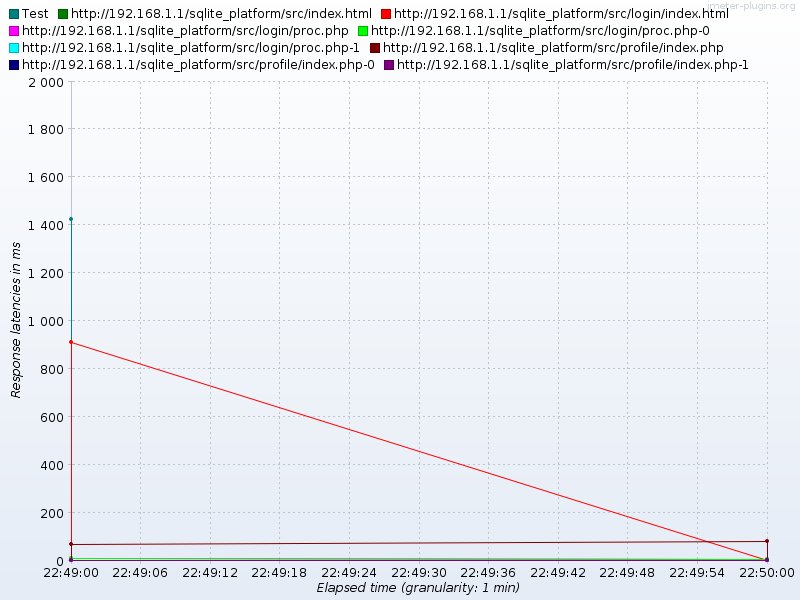 jmeter-plugins.org
Test http://192.168.1.1/sqlite_platform/src/index.html http://192.168.1.1/sqlite_platform/src/login/index.html
http://192.168.1.1/sqlite_platform/src/login/proc.php http://192.168.1.1/sqlite_platform/src/login/proc.php-0
http://192.168.1.1/sqlite_platform/src/login/proc.php-1 http://192.168.1.1/sqlite_platform/src/profile/index.php
http://192.168.1.1/sqlite_platform/src/profile/index.php-0 http://192.168.1.1/sqlite_platform/src/profile/index.php-1
2 000
1 800
1 600
1 400
1 200
1 000
800
600
400
200
0
Response latencies in ms
22:49:00 22:49:06 22:49:12 22:49:18 22:49:24 22:49:30 22:49:36 22:49:42 22:49:48 22:49:54 22:50:00
Elapsed time (granularity: 1 min)